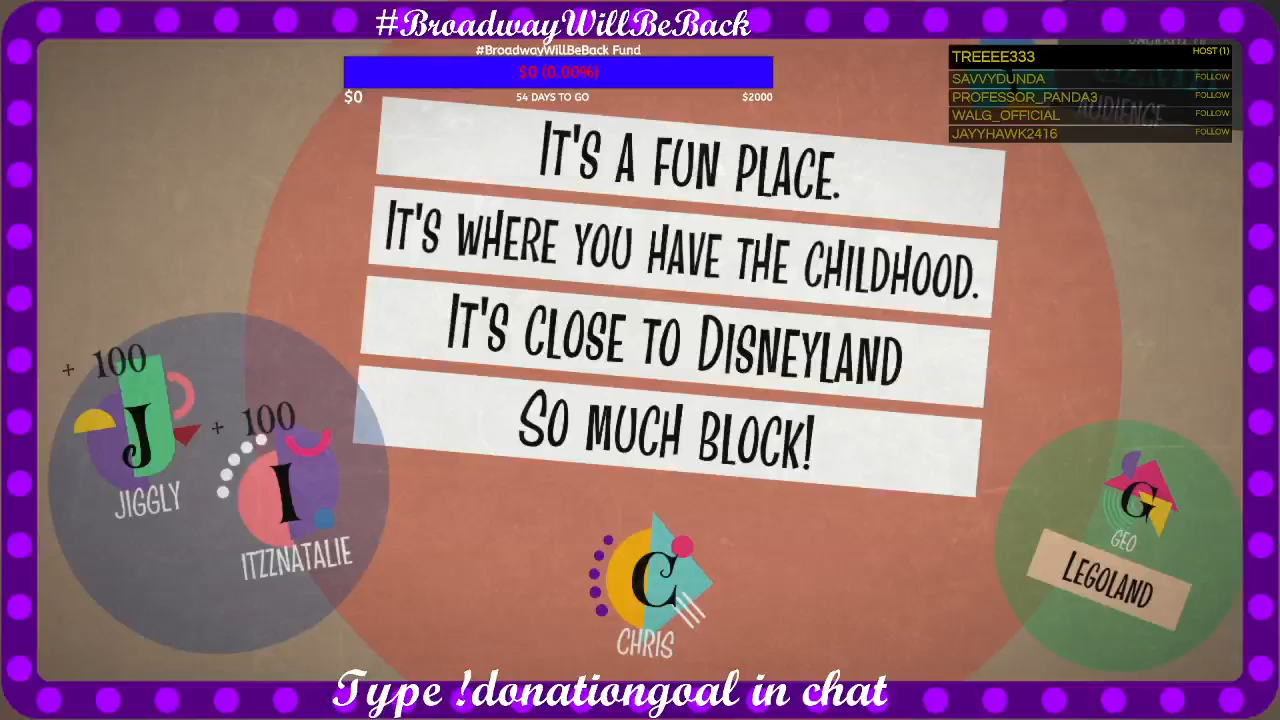 #BroadwayWillBeBack
#BroadwayWillBeBack Fund
$0 (0.00%)
$0 54 DAYS TO GO $2000
TREEEE333 HOST (1)
SAVVYDUNDA FOLLOW
PROFESSOR_PANDA3 FOLLOW
WALG_OFFICIAL FOLLOW
JAYYHAWK2416 FOLLOW
AUDIENCE
IT'S A FUN PLACE.
IT'S WHERE YOU HAVE THE CHILDHOOD.
IT'S CLOSE TO DISNEYLAND
SO MUCH BLOCK!
+ 100
J
JIGGLY
+ 100
I
ITZZNATALIE
C
CHRIS
G
GEO
LEGOLAND
Type !donationgoal in chat